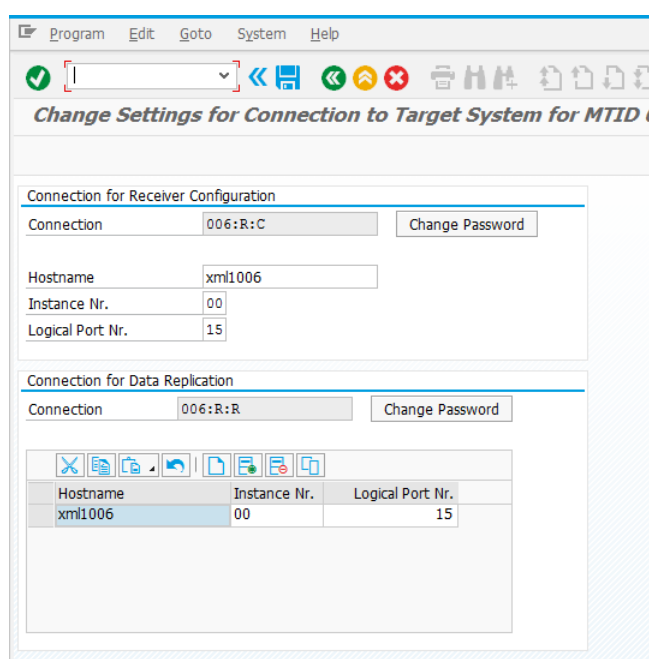 Program Edit Goto System Help
Change Settings for Connection to Target System for MTID
Connection for Receiver Configuration
Connection 006:R:C Change Password
Hostname xml1006
Instance Nr. 00
Logical Port Nr. 15
Connection for Data Replication
Connection 006:R:R Change Password
Hostname Instance Nr. Logical Port Nr.
xml1006 00 15